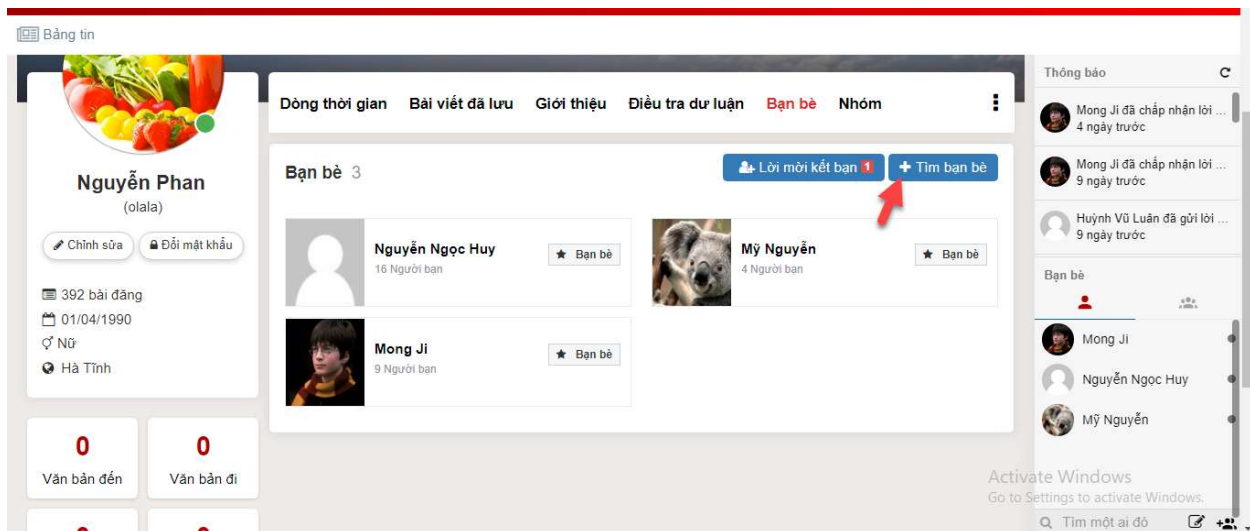 Bảng tin
Nguyễn Phan
(olala)
Chỉnh sửa
Đổi mật khẩu
392 bài đăng
01/04/1990
Nữ
Hà Tĩnh
0
Văn bản đến
0
Văn bản đi
Dòng thời gian Bài viết đã lưu Giới thiệu Điều tra dư luận Bạn bè Nhóm
Bạn bè 3
Lời mời kết bạn 1
Tìm bạn bè
Nguyễn Ngọc Huy
16 Người bạn
Bạn bè
Mỹ Nguyễn
4 Người bạn
Bạn bè
Mong Ji
9 Người bạn
Bạn bè
Thông báo
Mong Ji đã chấp nhận lời ...
4 ngày trước
Mong Ji đã chấp nhận lời ...
9 ngày trước
Huỳnh Vũ Luân đã gửi lời ...
9 ngày trước
Bạn bè
Mong Ji
Nguyễn Ngọc Huy
Mỹ Nguyễn
Activate Windows
Go to Settings to activate Windows.
Tìm một ai đó